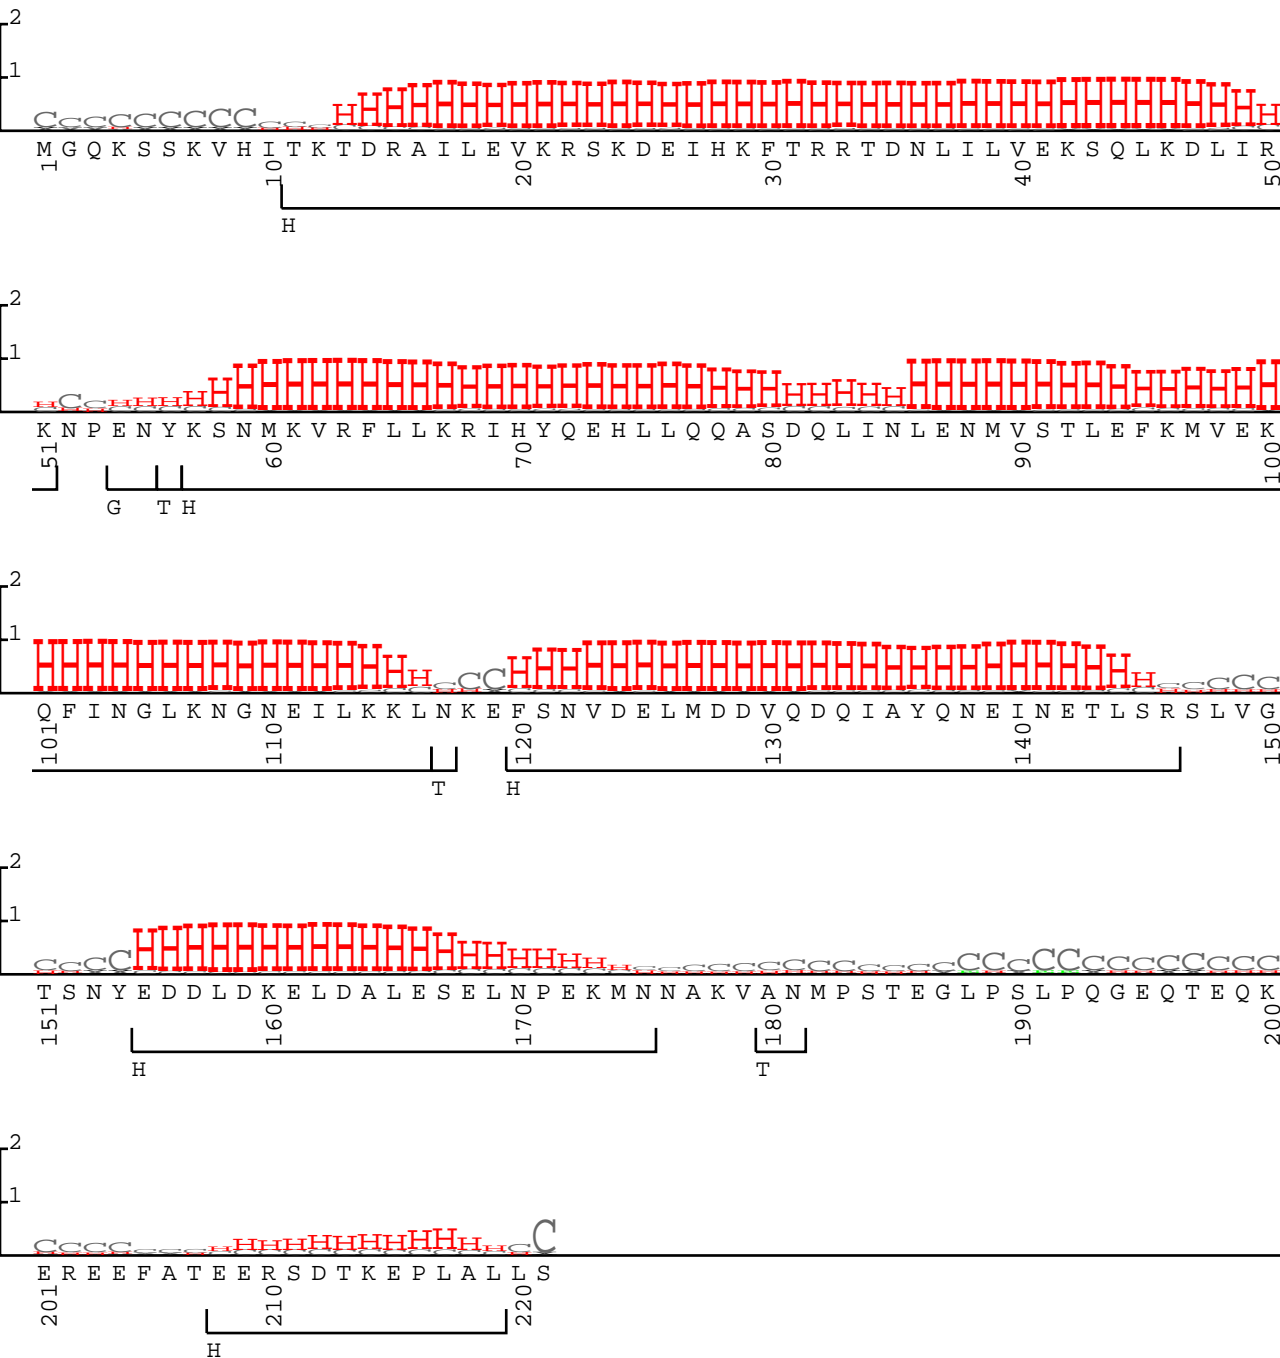 2
1
M G Q K S S K V H I T K T D R A I L E V K R S K D E I H K F T R R T D N L I L V E K S Q L K D L I R
1 10 20 30 40 50
H
2
1
K N P E N Y K S N M K V R F L L K R I H Y Q E H L L Q Q A S D Q L I N L E N M V S T L E F K M V E K
51 60 70 80 90 100
G T H
2
1
Q F I N G L K N G N E I L K K L N K E F S N V D E L M D D V Q D Q I A Y Q N E I N E T L S R S L V G
101 110 120 130 140 150
T H
2
1
T S N Y E D D L D K E L D A L E S E L N P E K M N N A K V A N M P S T E G L P S L P Q G E Q T E Q K
151 160 170 180 190 200
H T
2
1
E R E E F A T E E R S D T K E P L A L L S
201 210 220
H